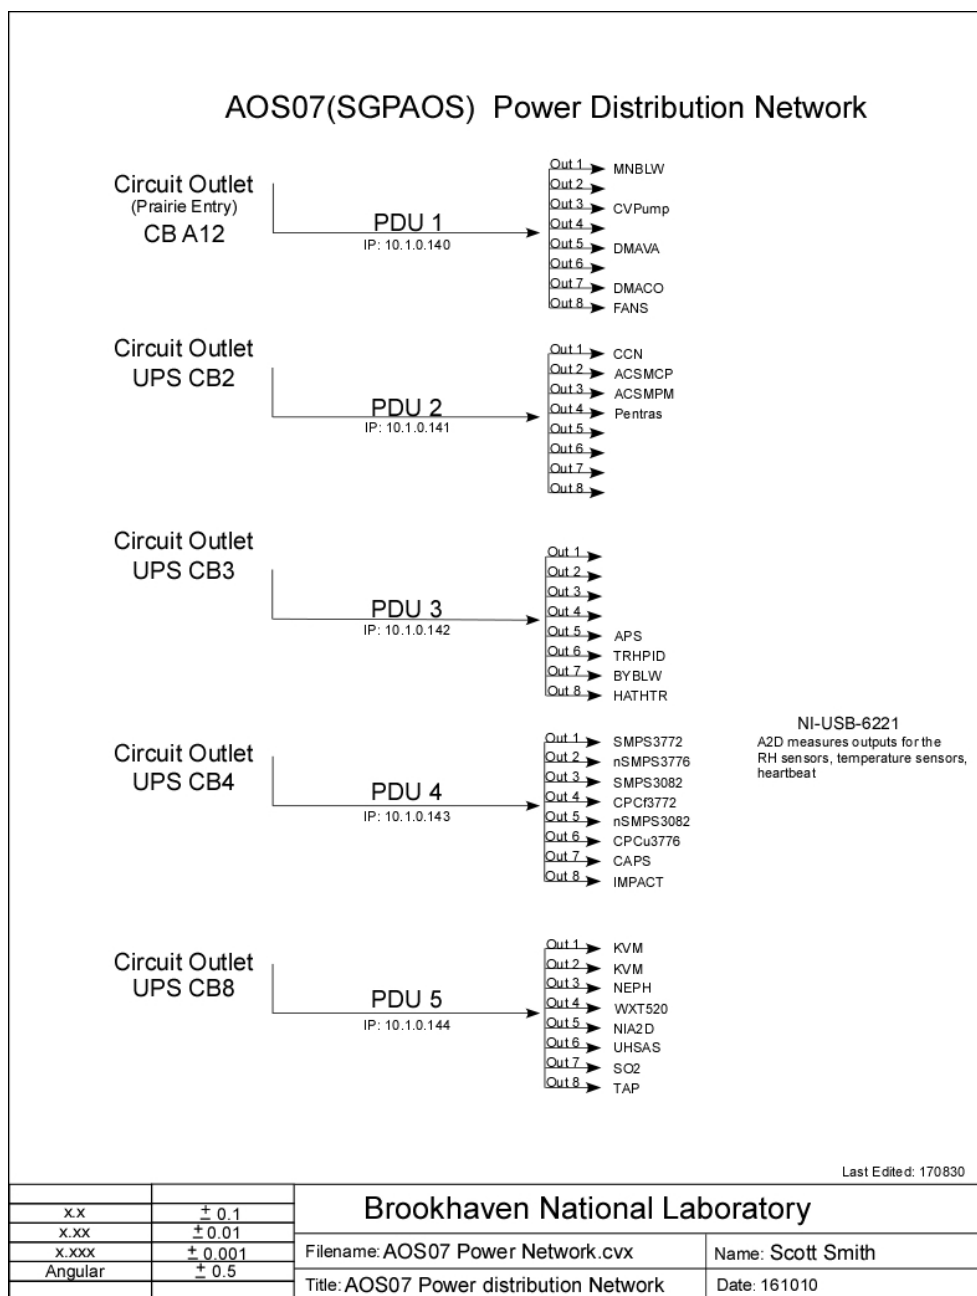 AOS07(SGPAOS) Power Distribution Network
Circuit Outlet
(Prairie Entry)
CB A12
PDU 1
IP: 10.1.0.140
Out 1 MNBLW
Out 2
Out 3 CVPump
Out 4
Out 5 DMAVA
Out 6
Out 7 DMACO
Out 8 FANS
Circuit Outlet
UPS CB2
PDU 2
IP: 10.1.0.141
Out 1 CCN
Out 2 ACSMCP
Out 3 ACSMPM
Out 4 Pentras
Out 5
Out 6
Out 7
Out 8
Circuit Outlet
UPS CB3
PDU 3
IP: 10.1.0.142
Out 1
Out 2
Out 3
Out 4
Out 5 APS
Out 6 TRHPID
Out 7 BYBLW
Out 8 HATHTR
NI-USB-6221
A2D measures outputs for the
RH sensors, temperature sensors,
heartbeat
Circuit Outlet
UPS CB4
PDU 4
IP: 10.1.0.143
Out 1 SMPS3772
Out 2 nSMPS3776
Out 3 SMPS3082
Out 4 CPCf3772
Out 5 nSMPS3082
Out 6 CPCu3776
Out 7 CAPS
Out 8 IMPACT
Circuit Outlet
UPS CB8
PDU 5
IP: 10.1.0.144
Out 1 KVM
Out 2 KVM
Out 3 NEPH
Out 4 WXT520
Out 5 NIA2D
Out 6 UHSAS
Out 7 SO2
Out 8 TAP
Last Edited: 170830
x.x ± 0.1
x.xx ± 0.01
x.xxx ± 0.001
Angular ± 0.5
Brookhaven National Laboratory
Filename: AOS07 Power Network.cvx Name: Scott Smith
Title: AOS07 Power distribution Network Date: 161010